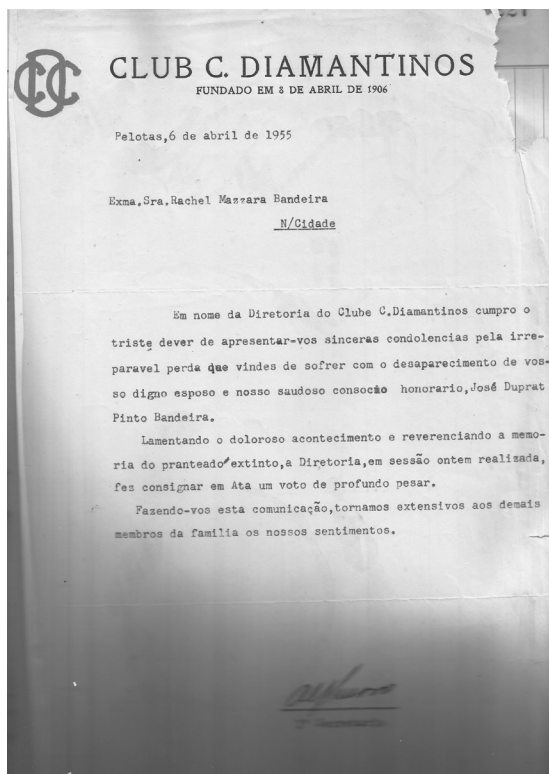 CDC
CLUB C. DIAMANTINOS
FUNDADO EM 8 DE ABRIL DE 1906
Pelotas,6 de abril de 1955
Exma.Sra.Rachel Mazzara Bandeira
N/Cidade
Em nome da Diretoria do Clube C.Diamantinos cumpro o
triste dever de apresentar-vos sinceras condolencias pela irre-
paravel perda que vindes de sofrer com o desaparecimento de vos-
so digno esposo e nosso saudoso consocio honorario,José Duprat
Pinto Bandeira.
Lamentando o doloroso acontecimento e reverenciando a memo-
ria do pranteado extinto,a Diretoria,em sessão ontem realizada,
fez consignar em Ata um voto de profundo pesar.
Fazendo-vos esta comunicação,tornamos extensivos aos demais
membros da familia os nossos sentimentos.
Secretario